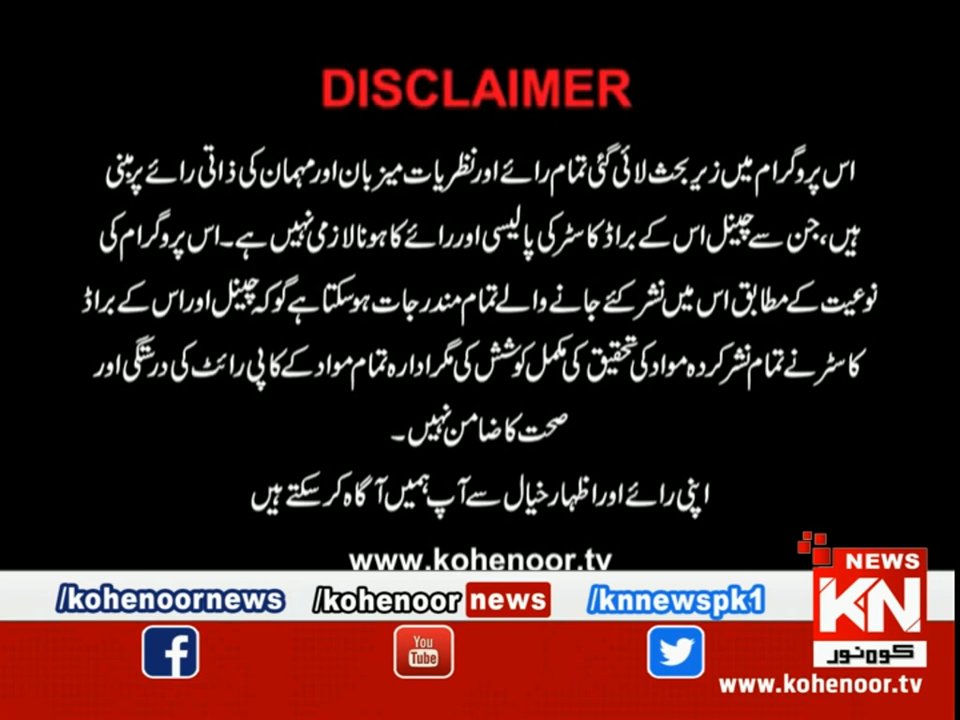 DISCLAIMER
اس پروگرام میں زیر بحث لائی گئی تمام رائے اور نظریات میزبان اور مہمان کی ذاتی رائے پر مبنی
ہیں، جن سے چینل اس کے براڈ کاسٹر کی پالیسی اور رائے کا ہونا لازمی نہیں ہے۔ اس پروگرام کی
نوعیت کے مطابق اس میں نشر کئے جانے والے تمام مندرجات ہو سکتا ہے گو کہ چینل اور اس کے براڈ
کاسٹر نے تمام نشر کردہ مواد کی تحقیق کی مکمل کوشش کی مگر ادارہ تمام مواد کے کاپی رائٹ کی درستگی اور
صحت کا ضامن نہیں۔
اپنی رائے اور اظہار خیال سے آپ ہمیں آگاہ کر سکتے ہیں
www.kohenoor.tv
/kohenoornews
/kohenoor news
/knnewspk1
f
You Tube
NEWS
KN
کوہ نور
www.kohenoor.tv